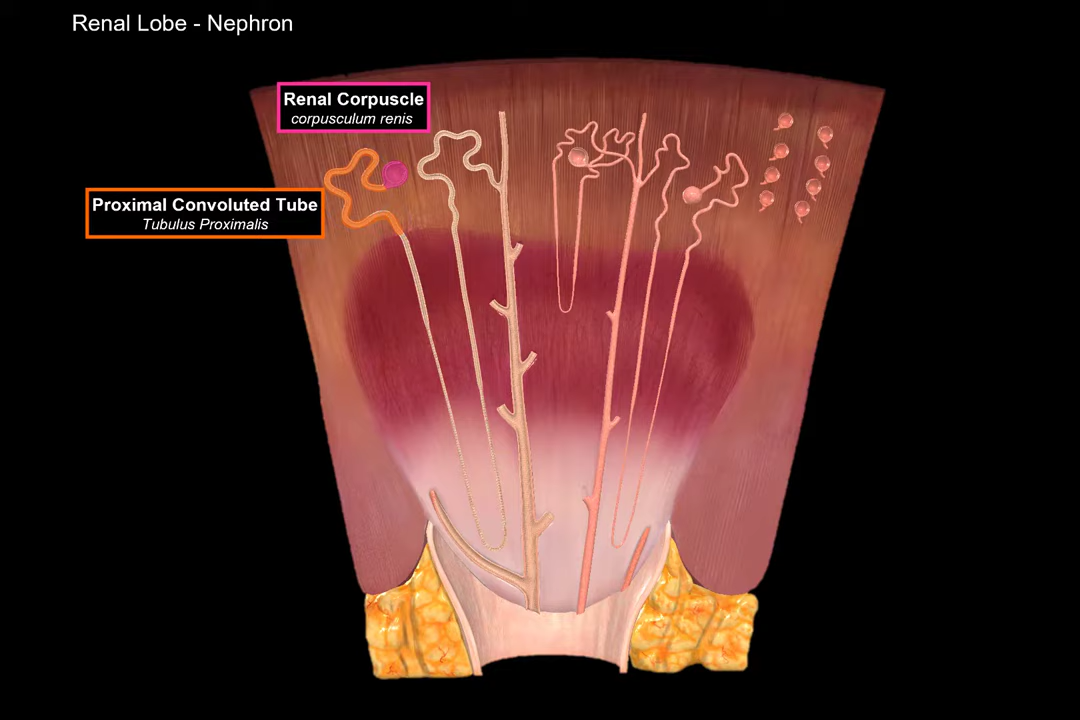 Renal Lobe - Nephron
Renal Corpuscle
corpusculum renis
Proximal Convoluted Tube
Tubulus Proximalis